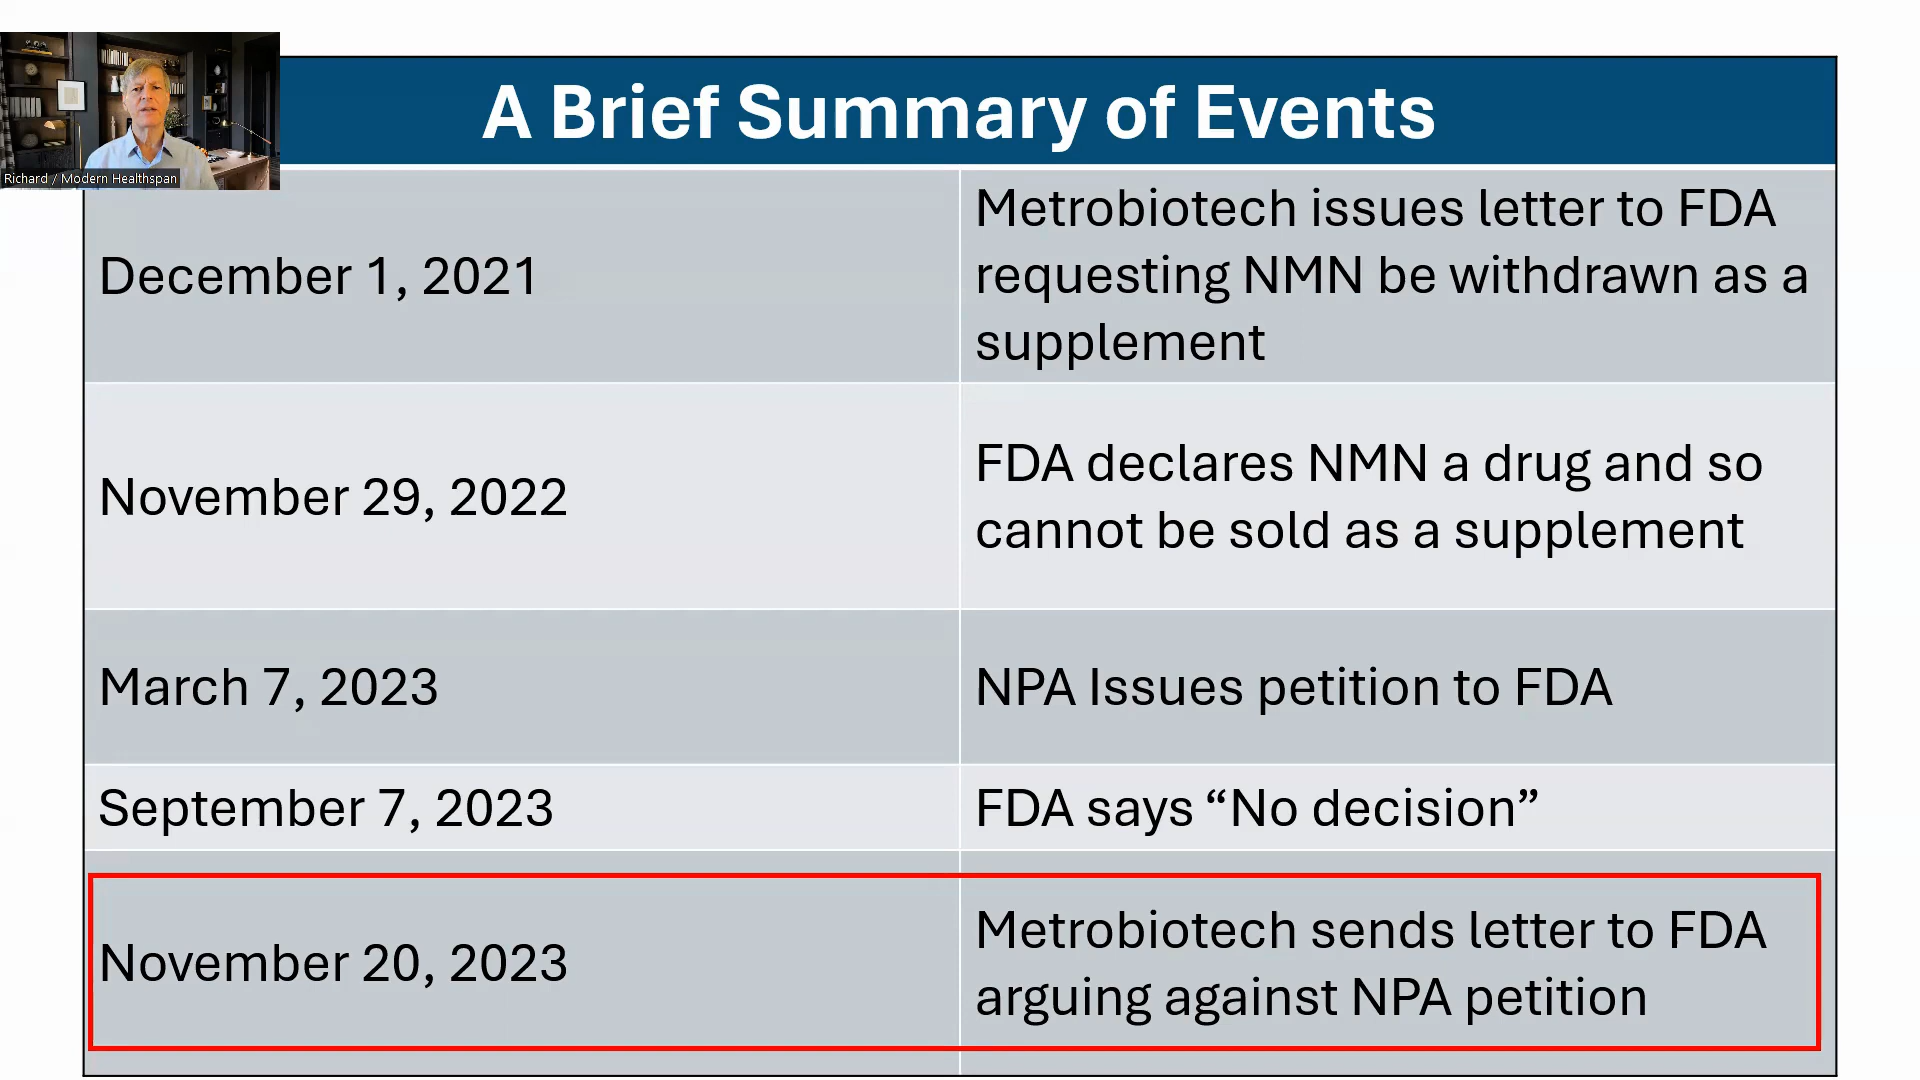 A Brief Summary of Events
Richard / Modern Healthspan
December 1, 2021
Metrobiotech issues letter to FDA
requesting NMN be withdrawn as a
supplement
November 29, 2022
FDA declares NMN a drug and so
cannot be sold as a supplement
March 7, 2023
NPA Issues petition to FDA
September 7, 2023
FDA says “No decision”
November 20, 2023
Metrobiotech sends letter to FDA
arguing against NPA petition